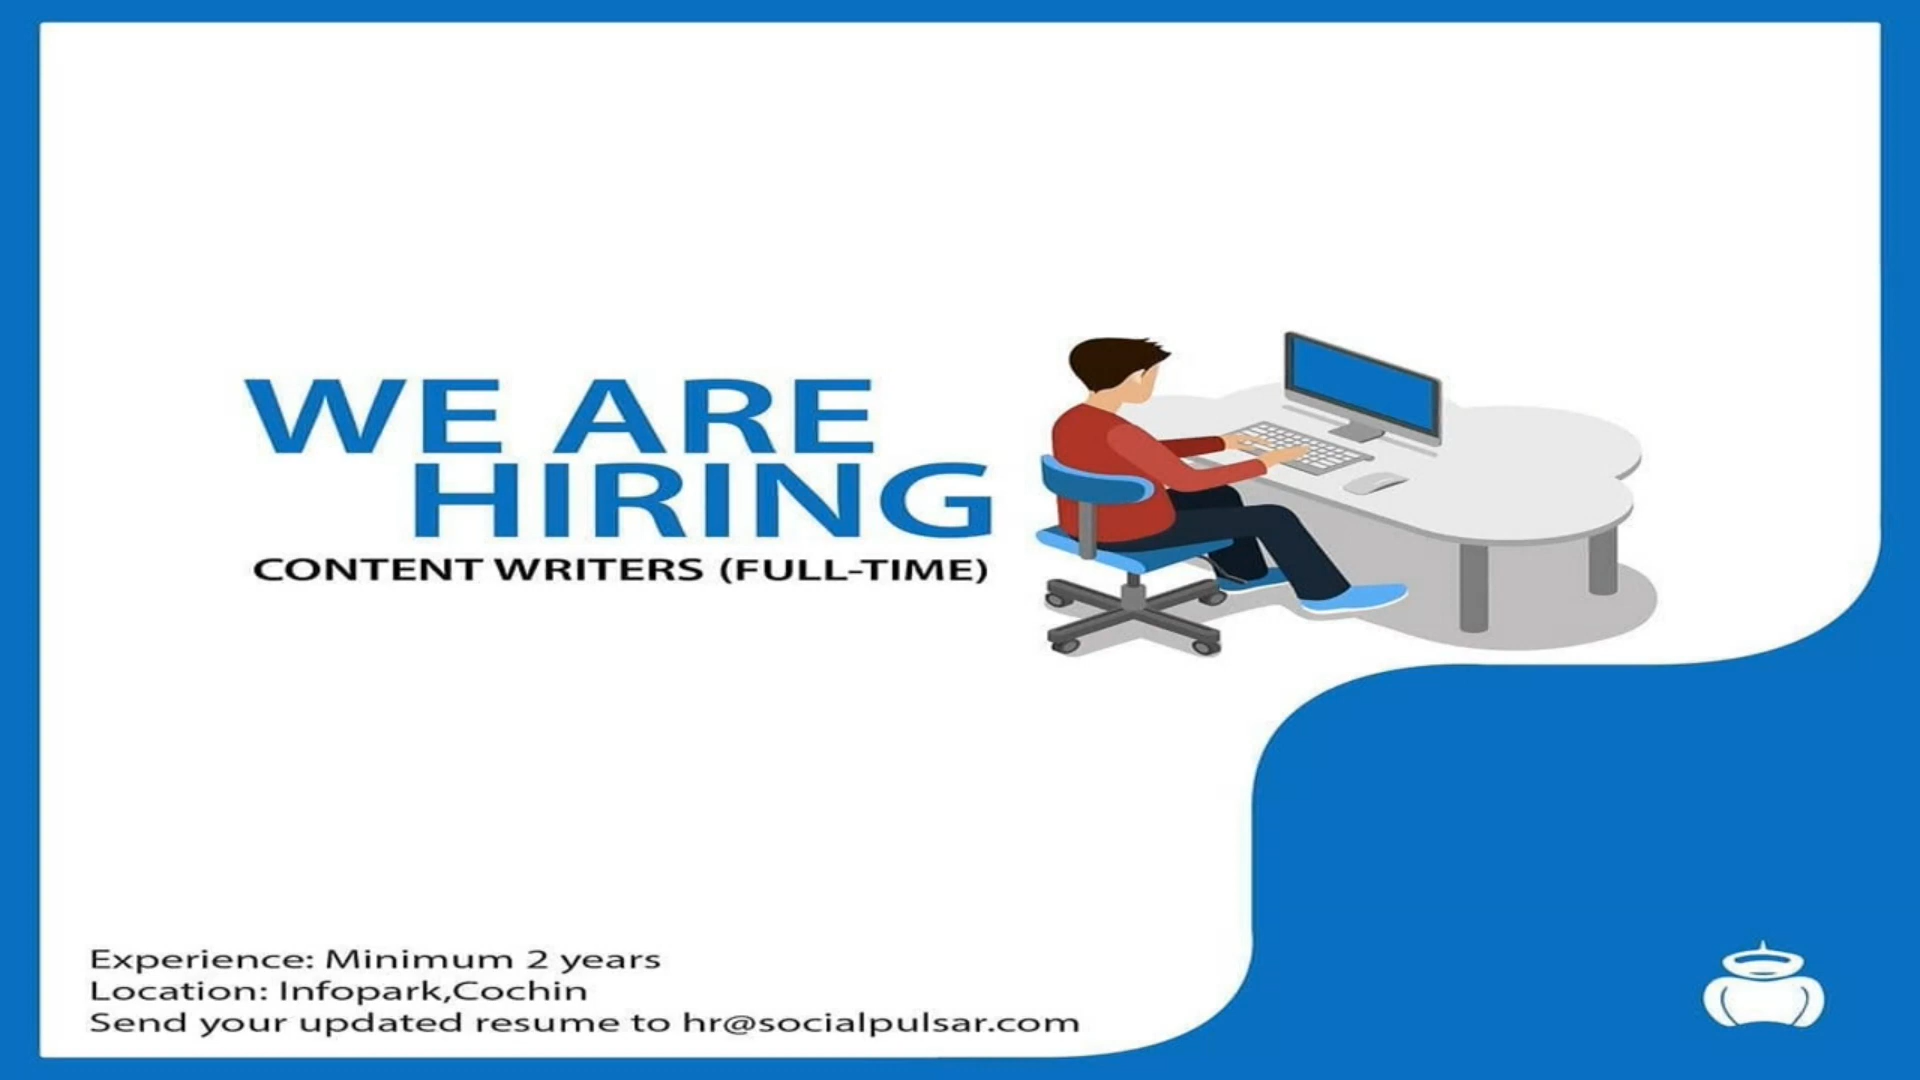 WE ARE
HIRING
CONTENT WRITERS (FULL-TIME)
Experience: Minimum 2 years
Location: Infopark,Cochin
Send your updated resume to hr@socialpulsar.com